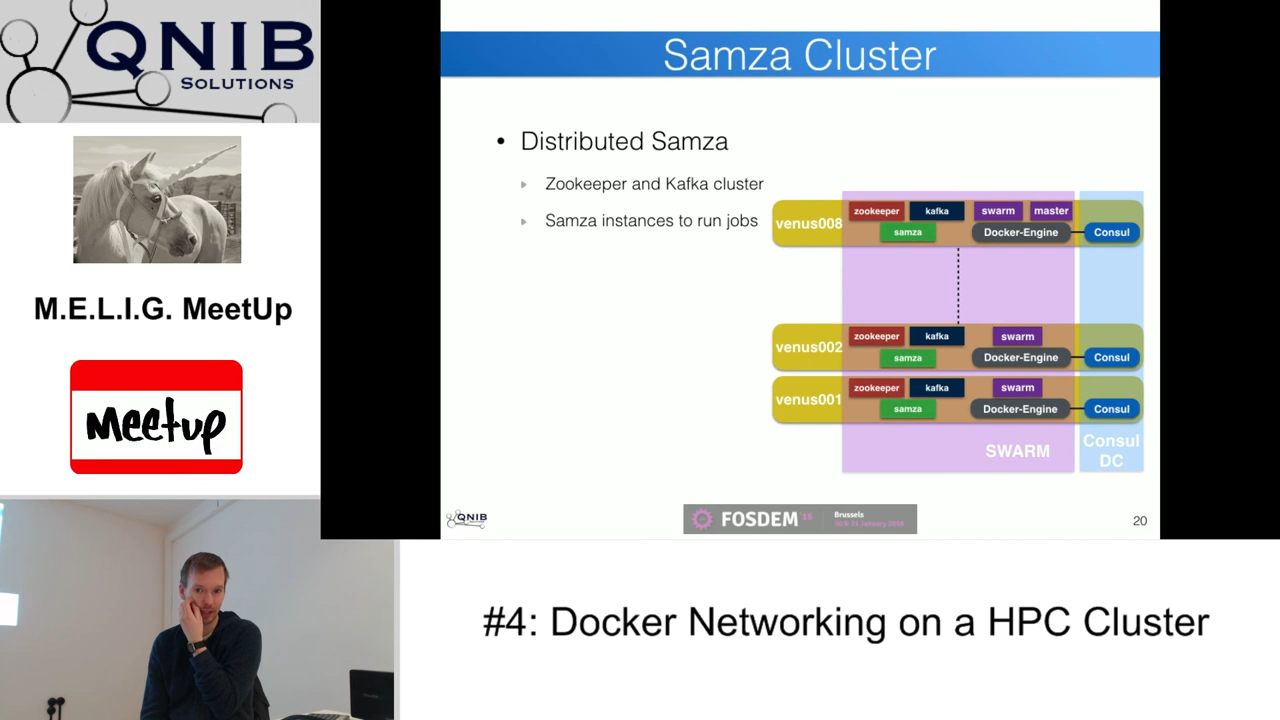 QNIB
SOLUTIONS
M.E.L.I.G. MeetUp
Meetup
Samza Cluster
• Distributed Samza
Zookeeper and Kafka cluster
Samza instances to run jobs
venus008
zookeeper kafka swarm master
samza Docker-Engine Consul
venus002
zookeeper kafka swarm
samza Docker-Engine Consul
venus001
zookeeper kafka swarm
samza Docker-Engine Consul
SWARM
Consul
DC
QNIB
FOSDEM
Brussels
20
#4: Docker Networking on a HPC Cluster